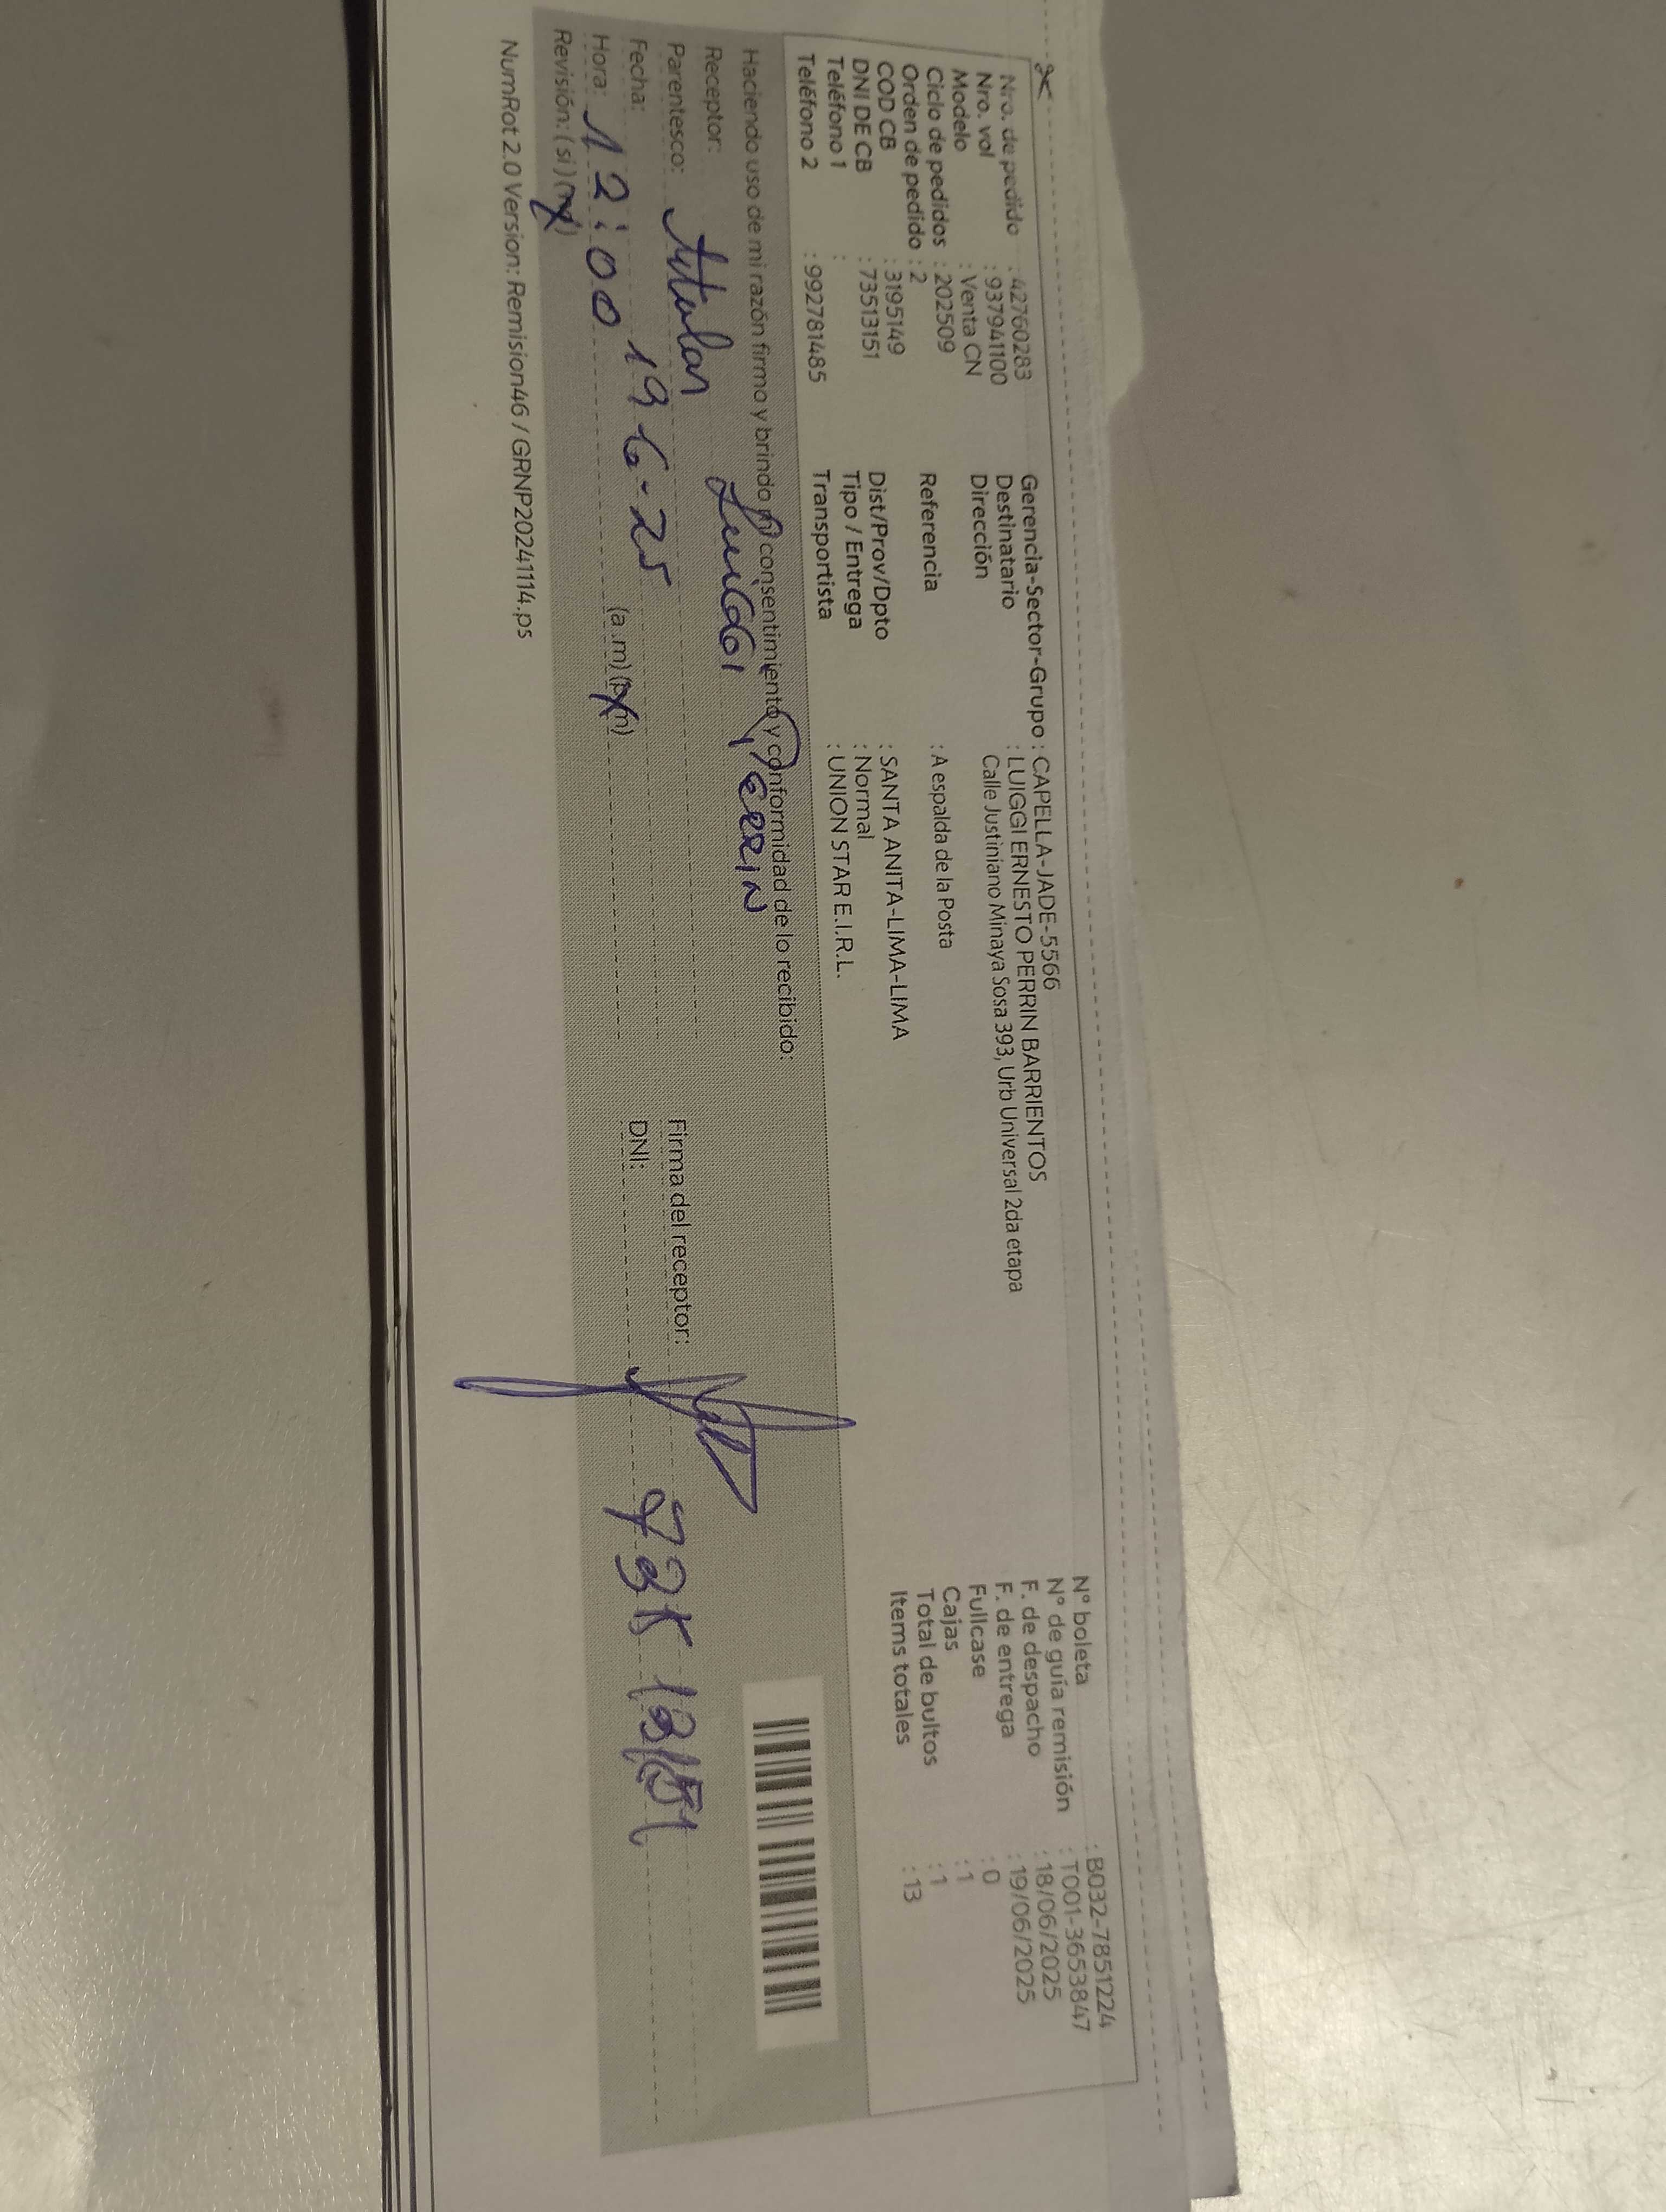 Nro. de pedido : 42760283
Nro. vol : 937941100
Modelo : Venta CN
Ciclo de pedidos : 202509
Orden de pedido : 2
COD CB : 3195149
DNI DE CB : 73513151
Teléfono 1 :
Teléfono 2 : 992781485
Gerencia-Sector-Grupo : CAPELLA-JADE-5566
Destinatario : LUIGGI ERNESTO PERRIN BARRIENTOS
Dirección Calle Justiniano Minaya Sosa 393, Urb Universal 2da etapa
Referencia : A espalda de la Posta
Dist/Prov/Dpto : SANTA ANITA-LIMA-LIMA
Tipo / Entrega : Normal
Transportista : UNION STAR E.I.R.L.
N° boleta : B032-7851224
N° de guía remisión : T001-3653847
F. de despacho : 18/06/2025
F. de entrega : 19/06/2025
Fullcase : 0
Cajas : 1
Total de bultos : 1
Items totales : 13
Haciendo uso de mi razón firmo y brindo mi consentimiento y conformidad de lo recibido:
Receptor: Luiggi PERRIN
Parentesco: titular
Fecha: 19 6-25
Hora: 12:00 (a.m) (p.m)
Revisión: (si) (no)
Firma del receptor:
DNI: 73513151
NumRot 2.0 Version: Remision46 / GRNP20241114.ps